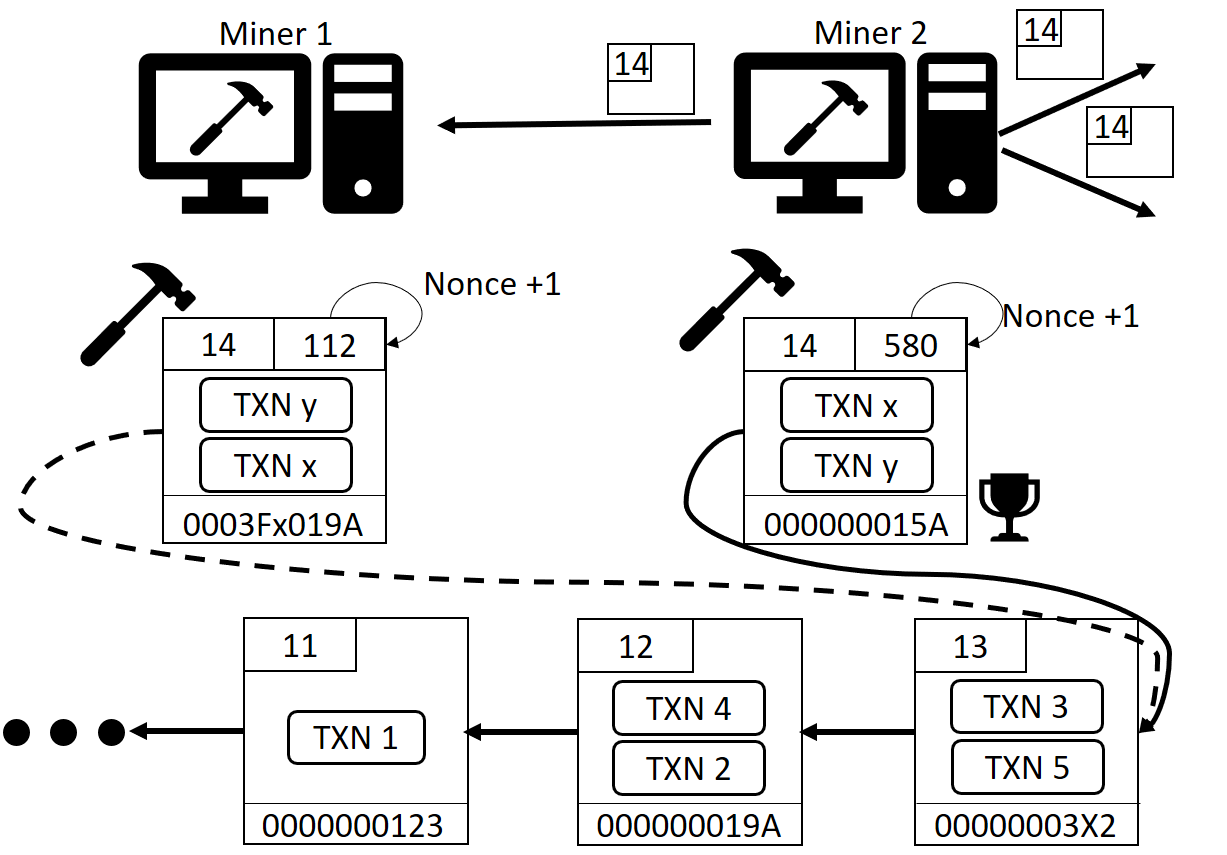 Miner 1
Miner 2
14
14
14
Nonce +1
Nonce +1
14 112
TXN y
TXN x
0003Fx019A
14 580
TXN x
TXN y
000000015A
11
TXN 1
0000000123
12
TXN 4
TXN 2
000000019A
13
TXN 3
TXN 5
00000003X2